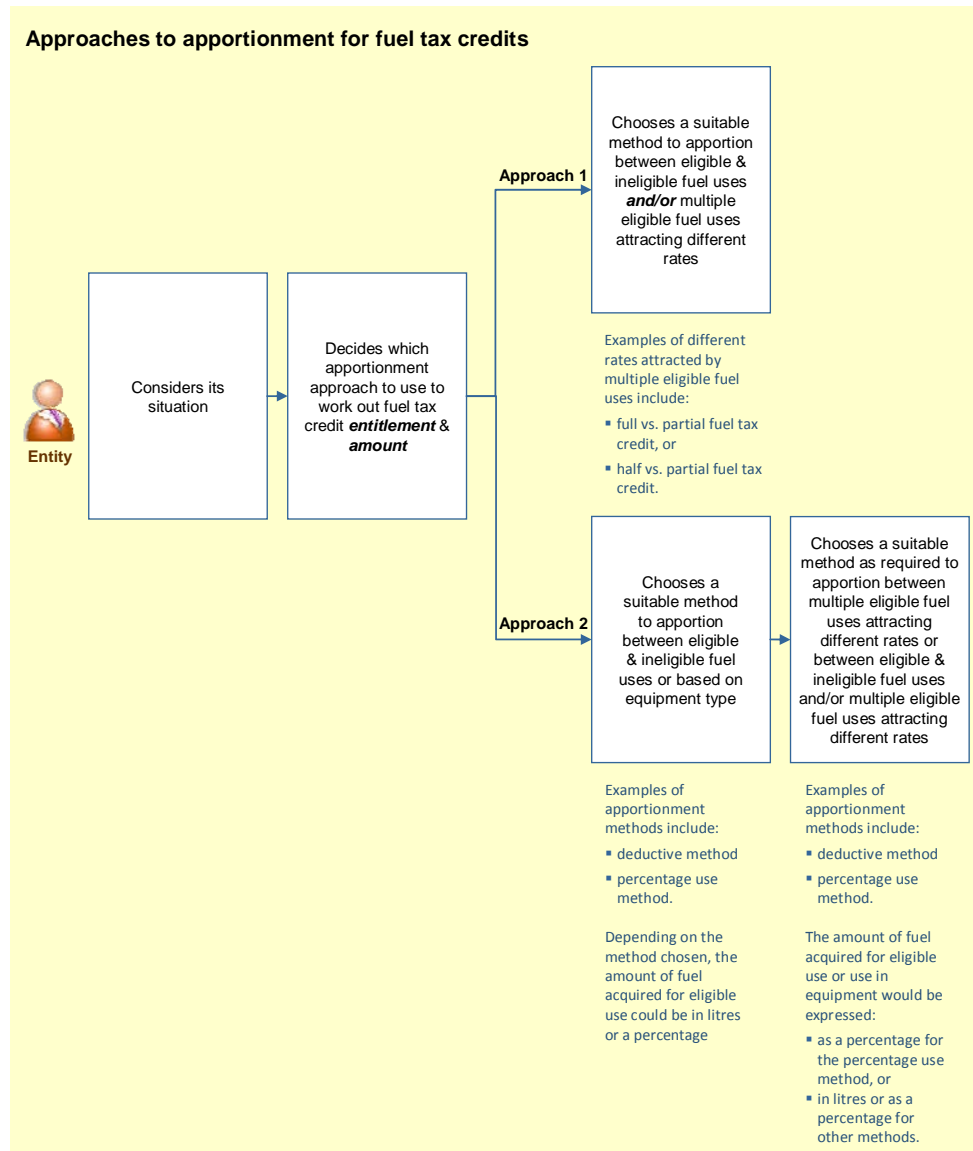 Approaches to apportionment for fuel tax credits
Chooses a suitable
method to apportion
between eligible &
ineligible fuel uses
and/or multiple
eligible fuel uses
attracting different
rates
Approach 1
Entity
Considers its
situation
Decides which
apportionment
approach to use to
work out fuel tax
credit entitlement &
amount
Examples of different
rates attracted by
multiple eligible fuel
uses include:
▪ full vs. partial fuel tax
credit, or
▪ half vs. partial fuel tax
credit.
Approach 2
Chooses a
suitable method
to apportion
between eligible
& ineligible fuel
uses or based on
equipment type
Chooses a suitable
method as required to
apportion between
multiple eligible fuel
uses attracting
different rates or
between eligible &
ineligible fuel uses
and/or multiple eligible
fuel uses attracting
different rates
Examples of
apportionment
methods include:
▪ deductive method
▪ percentage use
method.
Depending on the
method chosen, the
amount of fuel
acquired for eligible
use could be in litres
or a percentage
Examples of
apportionment
methods include:
▪ deductive method
▪ percentage use
method.
The amount of fuel
acquired for eligible
use or use in
equipment would be
expressed:
▪ as a percentage for
the percentage use
method, or
▪ in litres or as a
percentage for
other methods.